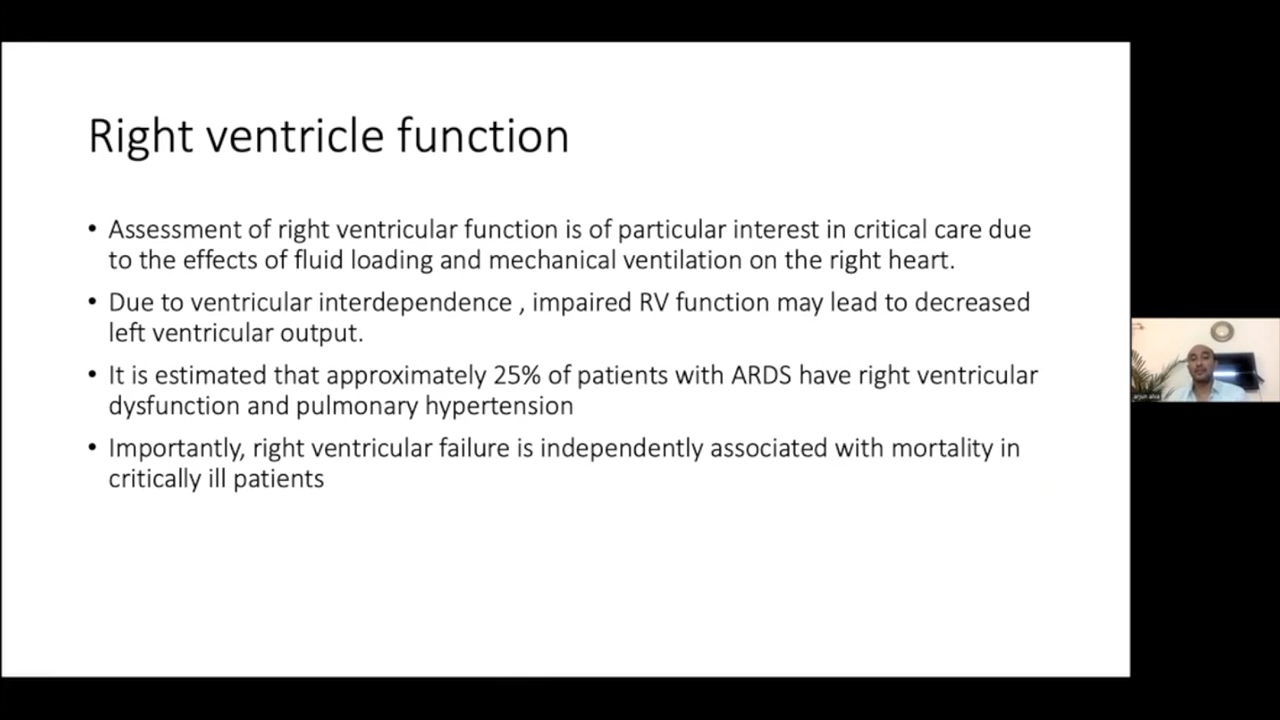 Right ventricle function
• Assessment of right ventricular function is of particular interest in critical care due
to the effects of fluid loading and mechanical ventilation on the right heart.
• Due to ventricular interdependence , impaired RV function may lead to decreased
left ventricular output.
• It is estimated that approximately 25% of patients with ARDS have right ventricular
dysfunction and pulmonary hypertension
• Importantly, right ventricular failure is independently associated with mortality in
critically ill patients
arjun alva